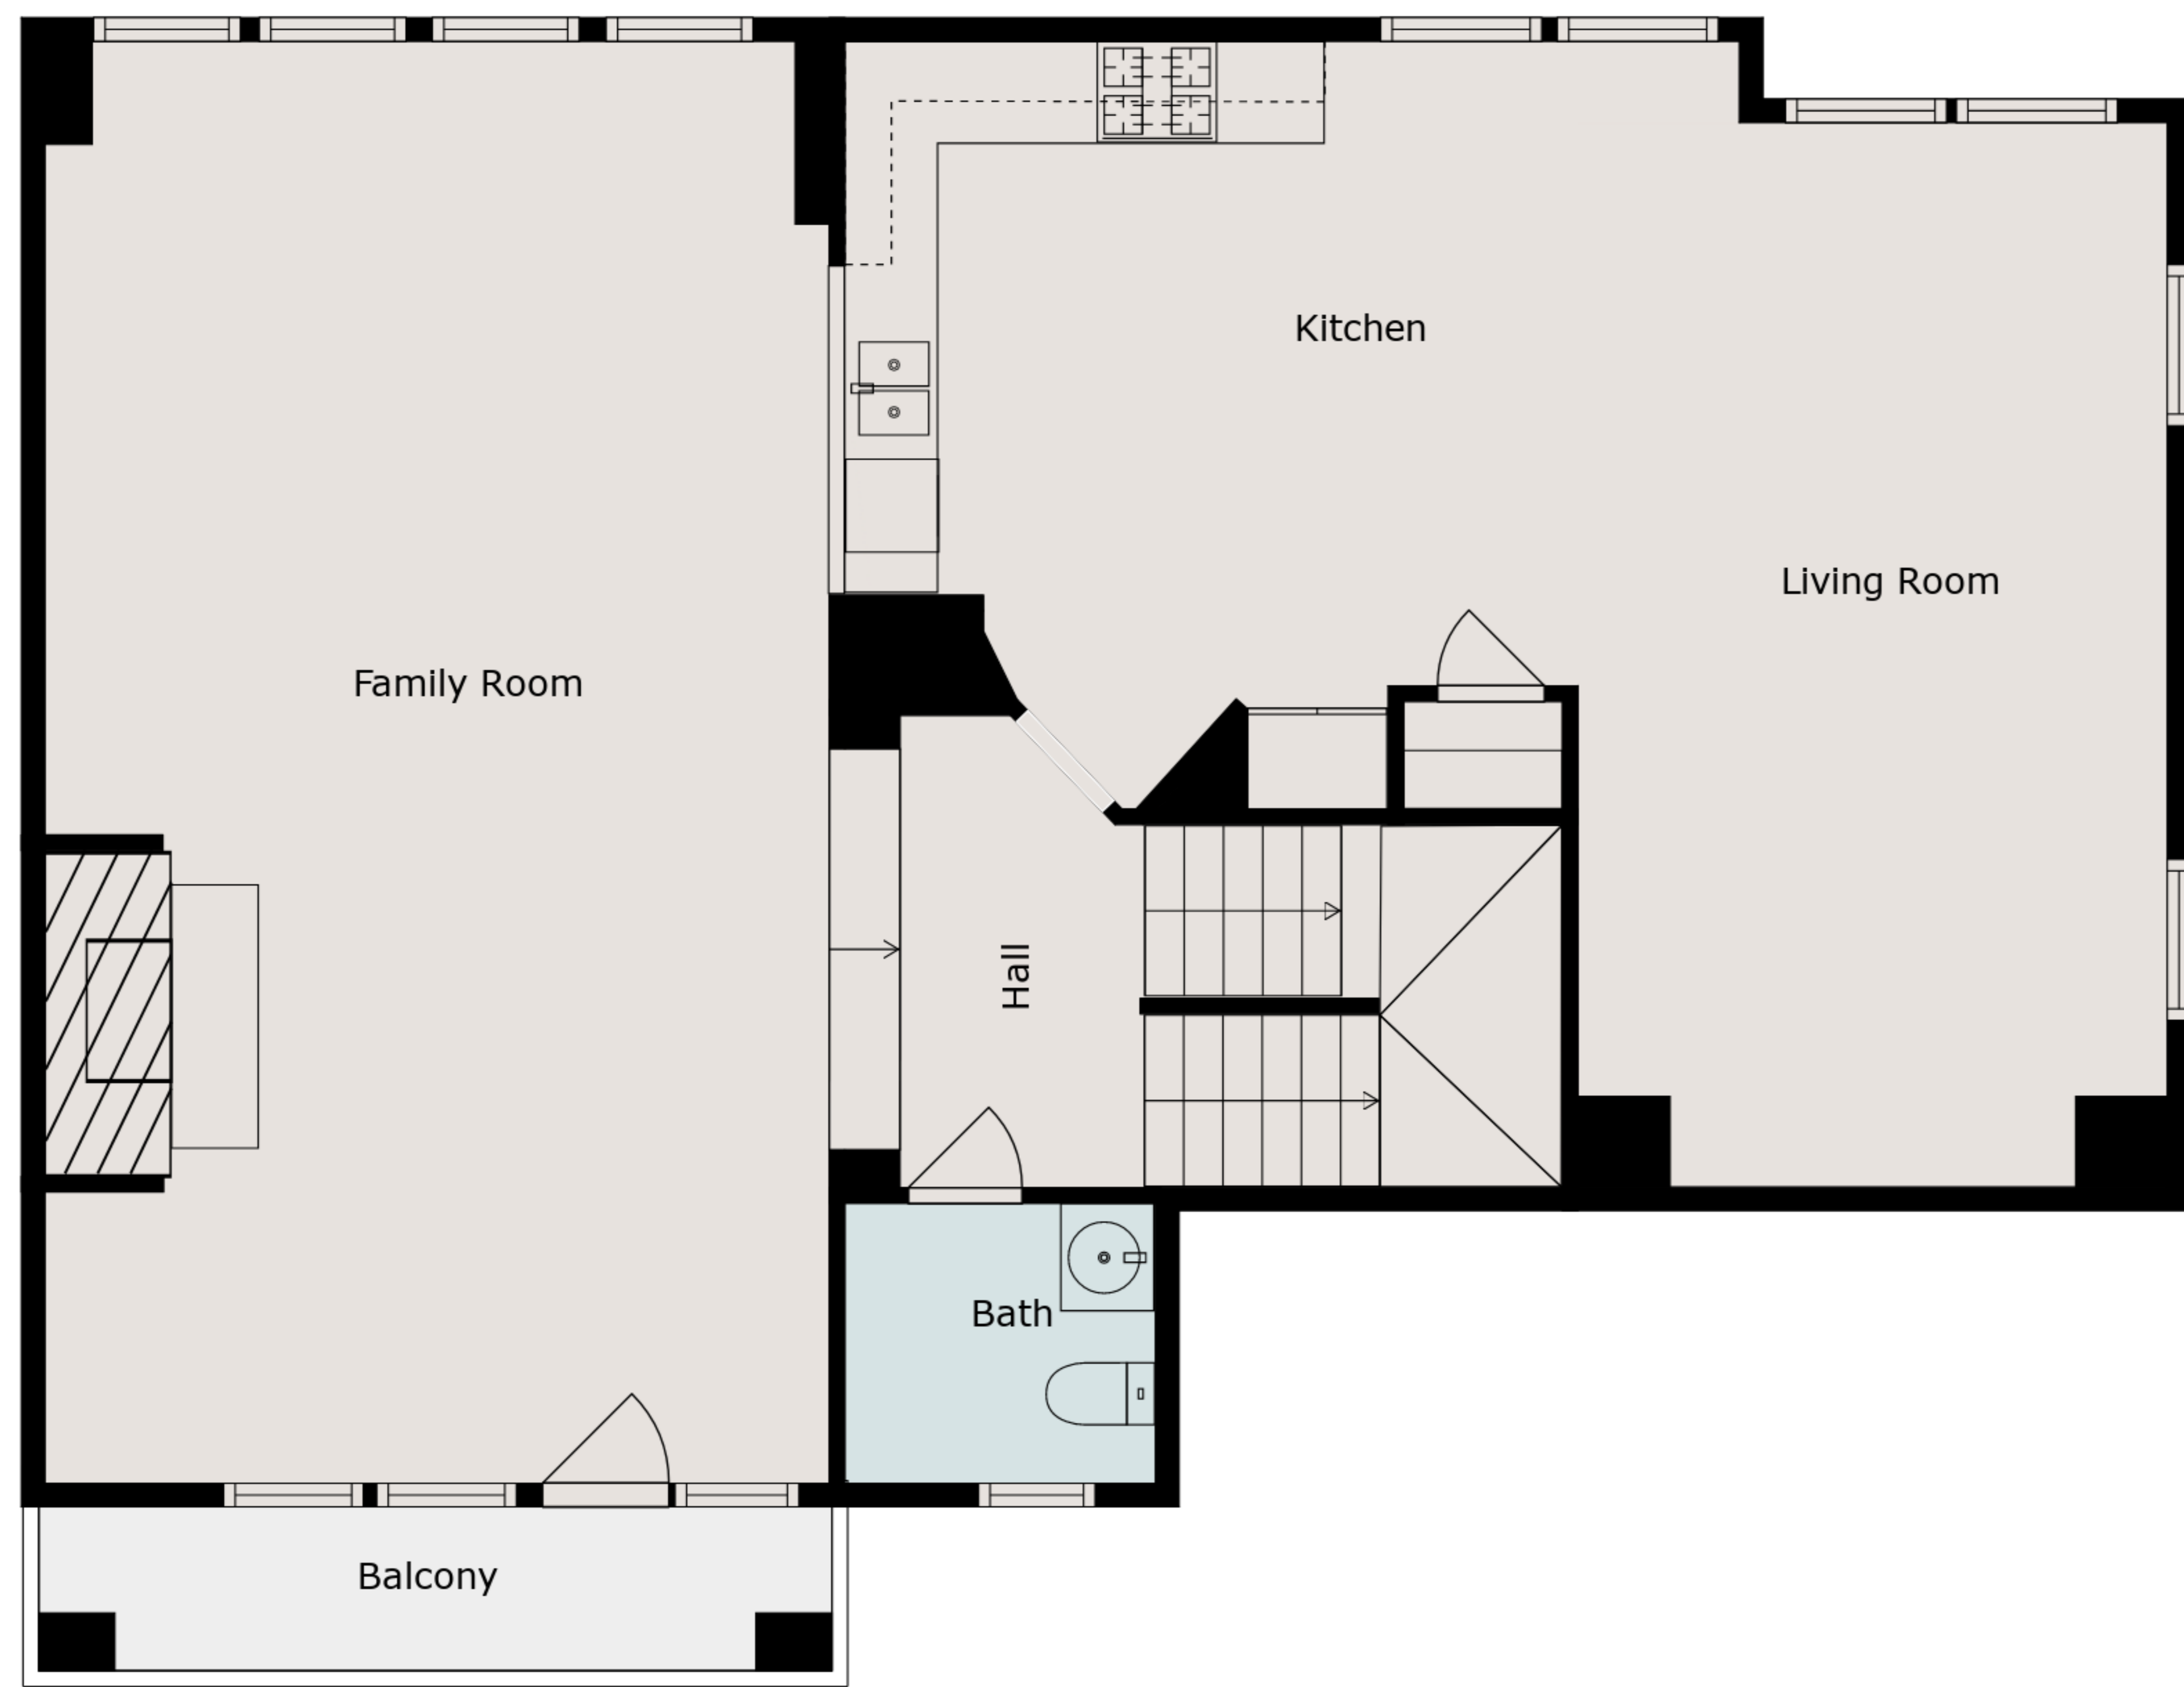 Kitchen
Living Room
Family Room
Hall
Bath
Balcony